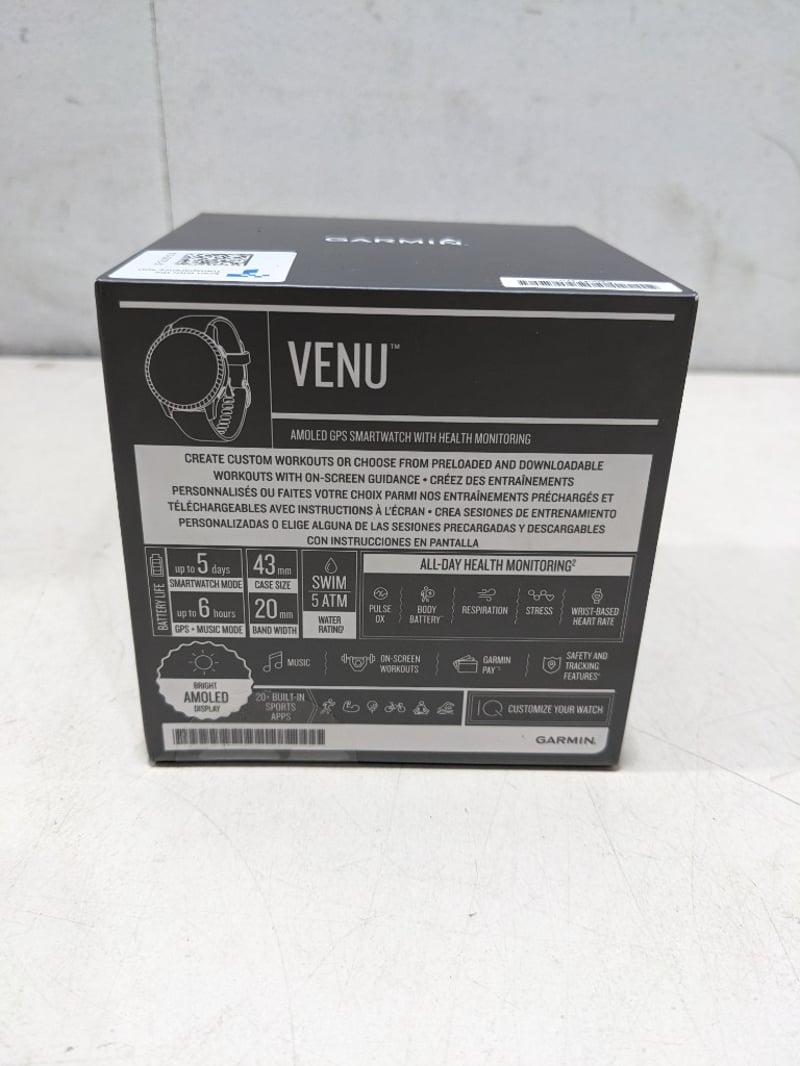 GARMIN
VENU™
AMOLED GPS SMARTWATCH WITH HEALTH MONITORING
CREATE CUSTOM WORKOUTS OR CHOOSE FROM PRELOADED AND DOWNLOADABLE
WORKOUTS WITH ON-SCREEN GUIDANCE • CRÉEZ DES ENTRAÎNEMENTS
PERSONNALISÉS OU FAITES VOTRE CHOIX PARMI NOS ENTRAÎNEMENTS PRÉCHARGÉS ET
TÉLÉCHARGEABLES AVEC INSTRUCTIONS À L'ÉCRAN • CREA SESIONES DE ENTRENAMIENTO
PERSONALIZADAS O ELIGE ALGUNA DE LAS SESIONES PRECARGADAS Y DESCARGABLES
CON INSTRUCCIONES EN PANTALLA
BATTERY LIFE
up to 5 days
SMARTWATCH MODE
up to 6 hours
GPS + MUSIC MODE
43 mm
CASE SIZE
20 mm
BAND WIDTH
SWIM
5 ATM
WATER
RATING¹
ALL-DAY HEALTH MONITORING²
PULSE
OX
BODY
BATTERY™
RESPIRATION
STRESS
WRIST-BASED
HEART RATE
MUSIC
ON-SCREEN
WORKOUTS
GARMIN
PAY™
SAFETY AND
TRACKING
FEATURES
BRIGHT
AMOLED
DISPLAY
20+ BUILT-IN
SPORTS
APPS
IQ CUSTOMIZE YOUR WATCH
GARMIN